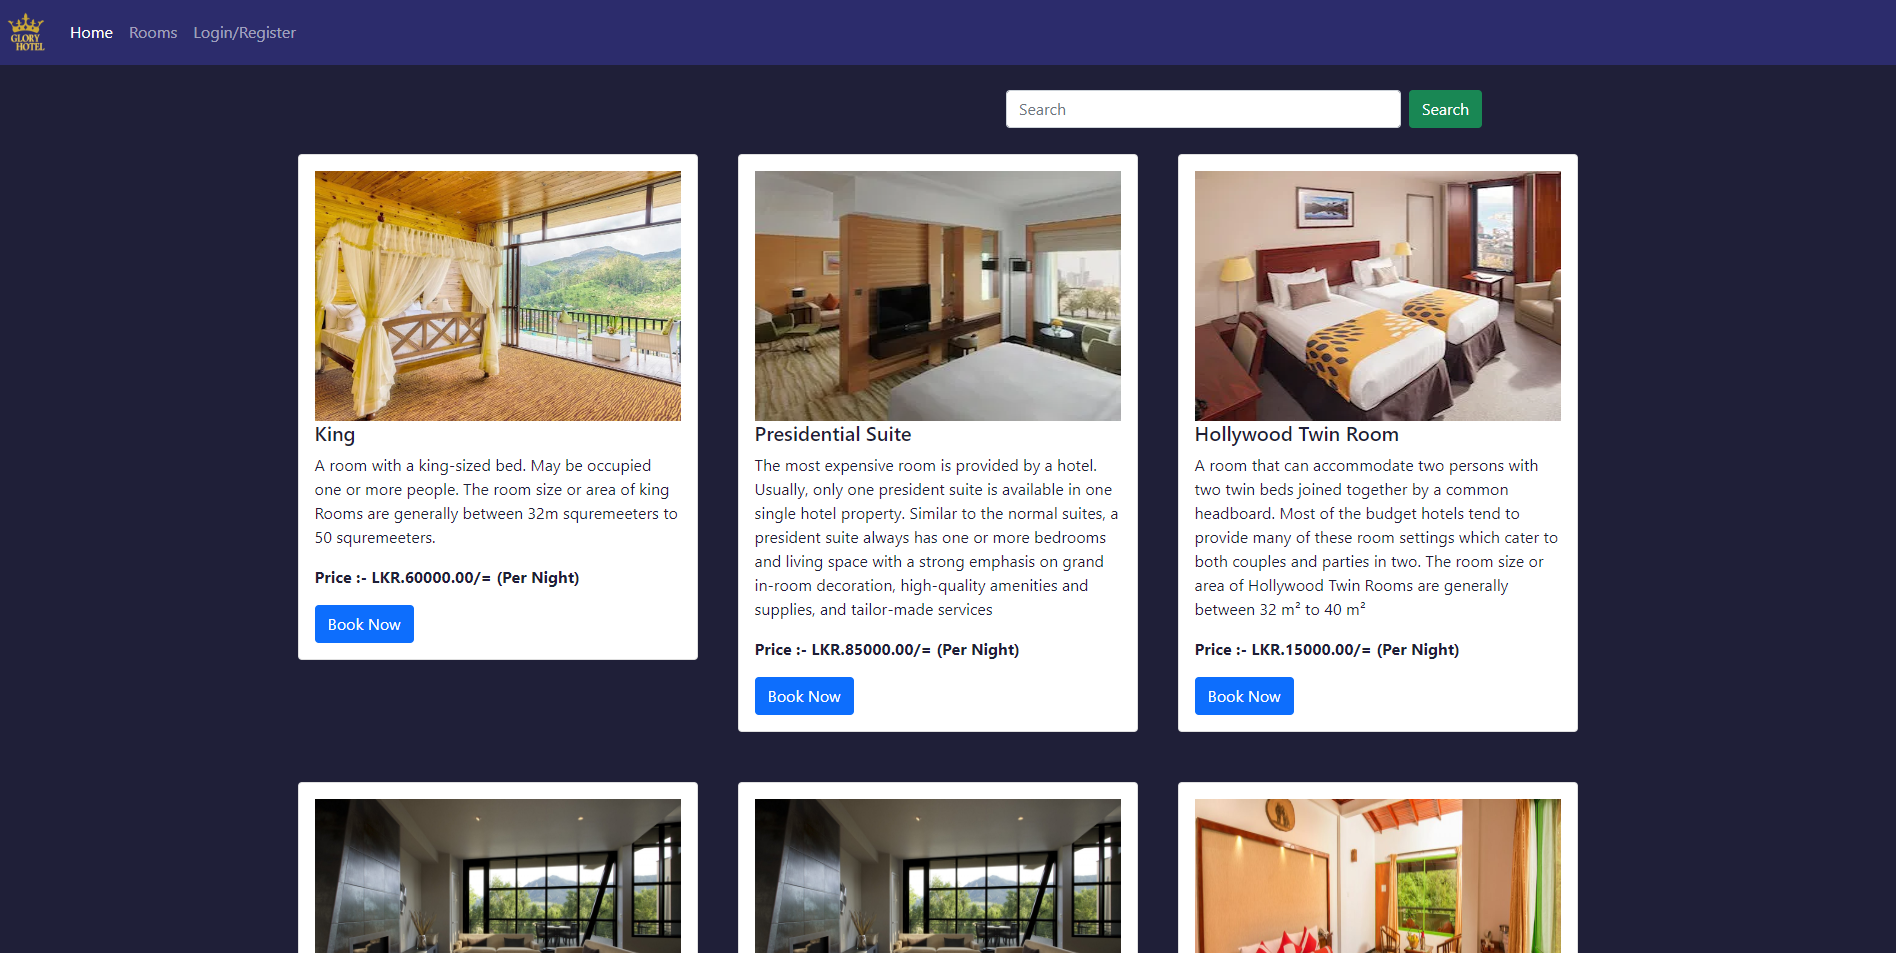 GLORY
HOTEL
Home Rooms Login/Register
Search Search
King
A room with a king-sized bed. May be occupied
one or more people. The room size or area of king
Rooms are generally between 32m squremeeters to
50 squremeeters.
Price :- LKR.60000.00/= (Per Night)
Book Now
Presidential Suite
The most expensive room is provided by a hotel.
Usually, only one president suite is available in one
single hotel property. Similar to the normal suites, a
president suite always has one or more bedrooms
and living space with a strong emphasis on grand
in-room decoration, high-quality amenities and
supplies, and tailor-made services
Price :- LKR.85000.00/= (Per Night)
Book Now
Hollywood Twin Room
A room that can accommodate two persons with
two twin beds joined together by a common
headboard. Most of the budget hotels tend to
provide many of these room settings which cater to
both couples and parties in two. The room size or
area of Hollywood Twin Rooms are generally
between 32 m² to 40 m²
Price :- LKR.15000.00/= (Per Night)
Book Now